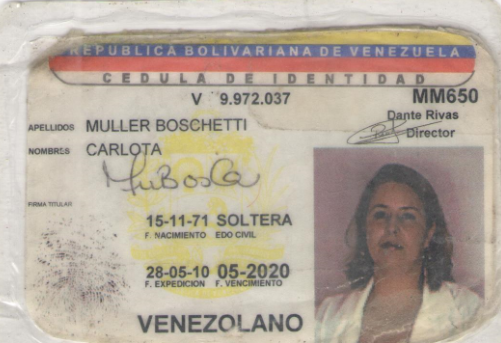 REPUBLICA BOLIVARIANA DE VENEZUELA
CEDULA DE IDENTIDAD
V 9.972.037 MM650
Dante Rivas
Director
APELLIDOS MULLER BOSCHETTI
NOMBRES CARLOTA
FIRMA TITULAR
15-11-71 SOLTERA
F. NACIMIENTO EDO CIVIL
28-05-10 05-2020
F. EXPEDICION F. VENCIMIENTO
VENEZOLANO